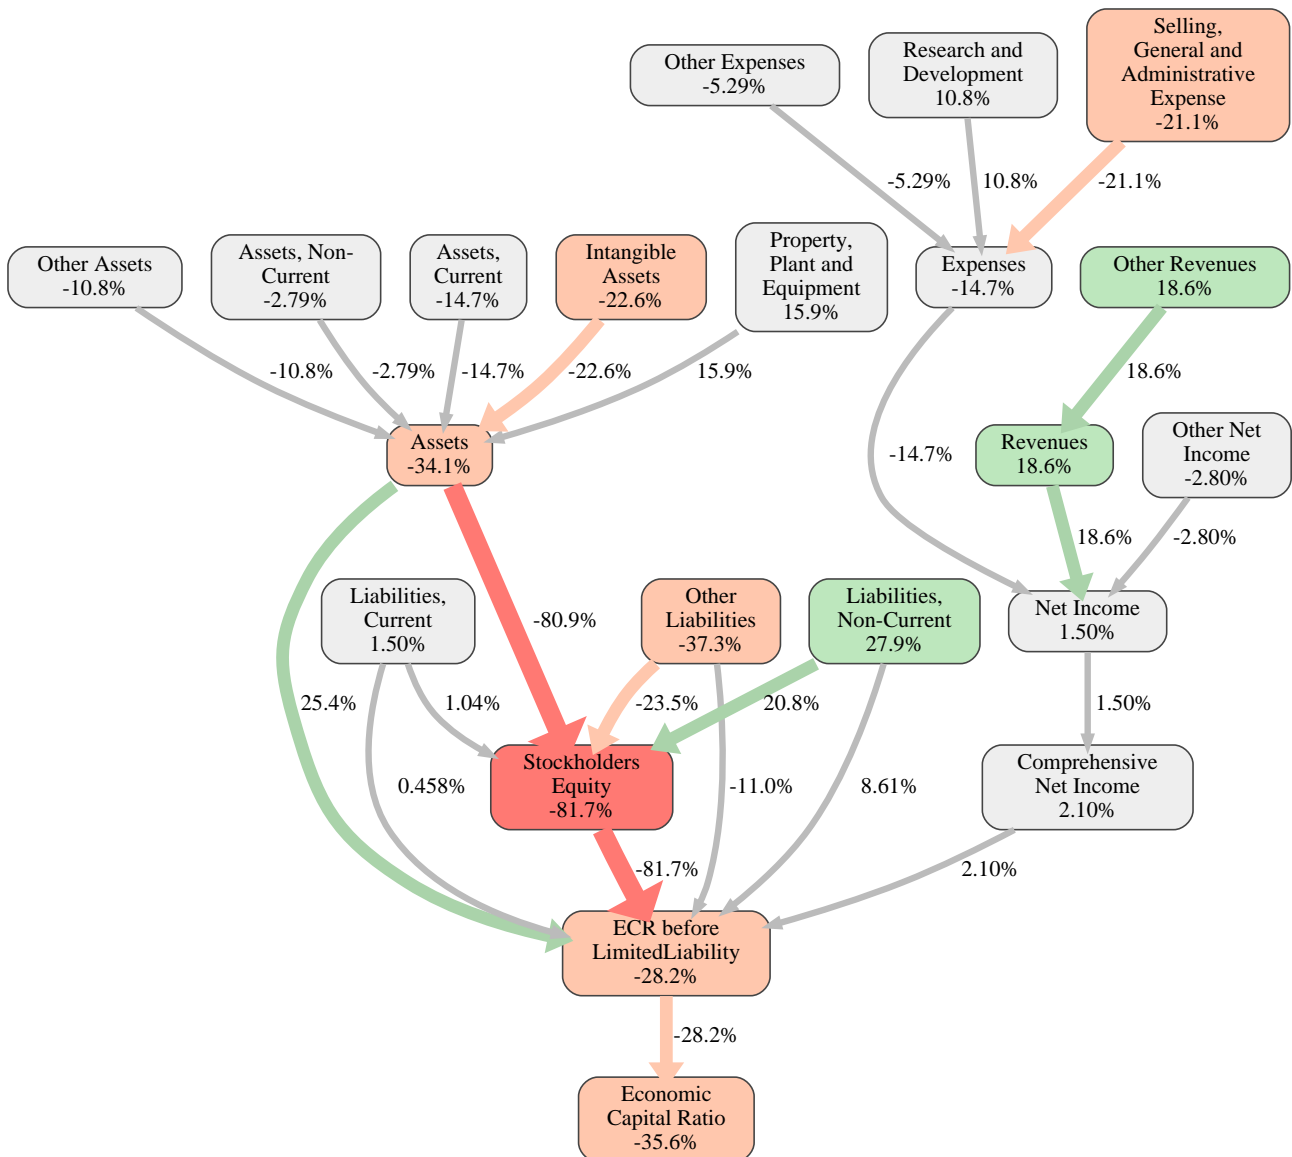 Selling,
General and
Administrative
Expense
-21.1%
Research and
Development
10.8%
Other Expenses
-5.29%
-5.29%
10.8%
-21.1%
Other Assets
-10.8%
Assets, Non-
Current
-2.79%
Assets,
Current
-14.7%
Intangible
Assets
-22.6%
Property,
Plant and
Equipment
15.9%
Expenses
-14.7%
Other Revenues
18.6%
-10.8%
-2.79%
-14.7%
-22.6%
15.9%
18.6%
Assets
-34.1%
-14.7%
Revenues
18.6%
Other Net
Income
-2.80%
18.6%
-2.80%
Liabilities,
Current
1.50%
-80.9%
Other
Liabilities
-37.3%
Liabilities,
Non-Current
27.9%
Net Income
1.50%
25.4%
1.04%
-23.5%
20.8%
1.50%
Stockholders
Equity
-81.7%
Comprehensive
Net Income
2.10%
0.458%
-11.0%
8.61%
-81.7%
2.10%
ECR before
LimitedLiability
-28.2%
-28.2%
Economic
Capital Ratio
-35.6%